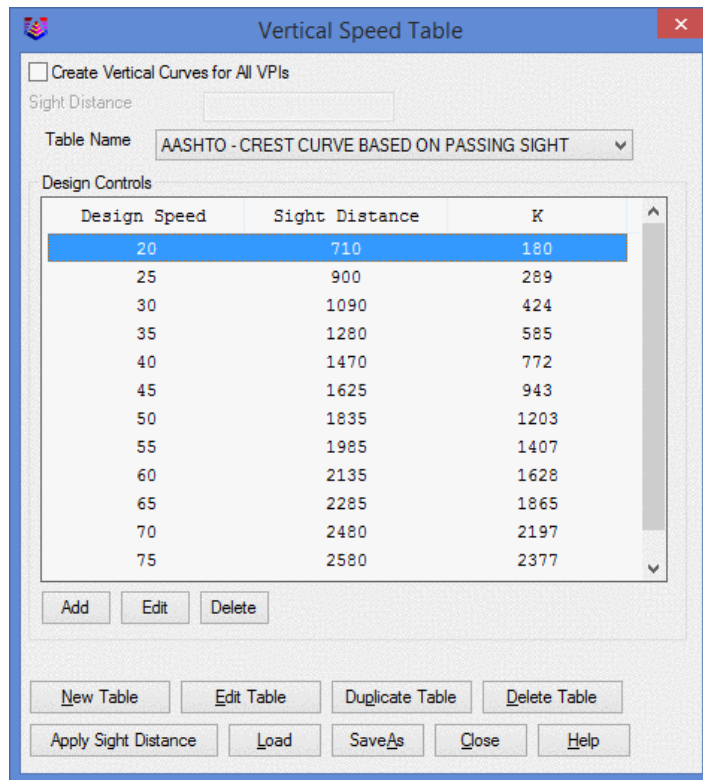 Vertical Speed Table
Create Vertical Curves for All VPIs
Sight Distance
Table Name AASHTO - CREST CURVE BASED ON PASSING SIGHT
Design Controls
Design Speed Sight Distance K
20 710 180
25 900 289
30 1090 424
35 1280 585
40 1470 772
45 1625 943
50 1835 1203
55 1985 1407
60 2135 1628
65 2285 1865
70 2480 2197
75 2580 2377
Add Edit Delete
New Table Edit Table Duplicate Table Delete Table
Apply Sight Distance Load SaveAs Close Help